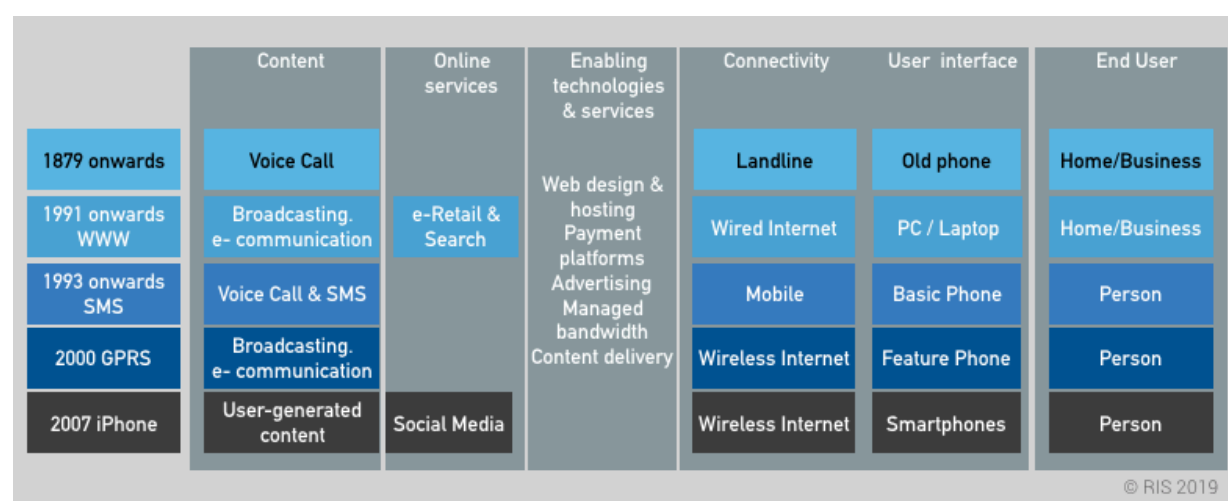 Content
Online
services
Enabling
technologies
& services
Connectivity
User interface
End User
1879 onwards
Voice Call
Landline
Old phone
Home/Business
1991 onwards
WWW
Broadcasting.
e- communication
e-Retail &
Search
Web design &
hosting
Payment
platforms
Advertising
Managed
bandwidth
Content delivery
Wired Internet
PC / Laptop
Home/Business
1993 onwards
SMS
Voice Call & SMS
Mobile
Basic Phone
Person
2000 GPRS
Broadcasting.
e- communication
Wireless Internet
Feature Phone
Person
2007 iPhone
User-generated
content
Social Media
Wireless Internet
Smartphones
Person
© RIS 2019